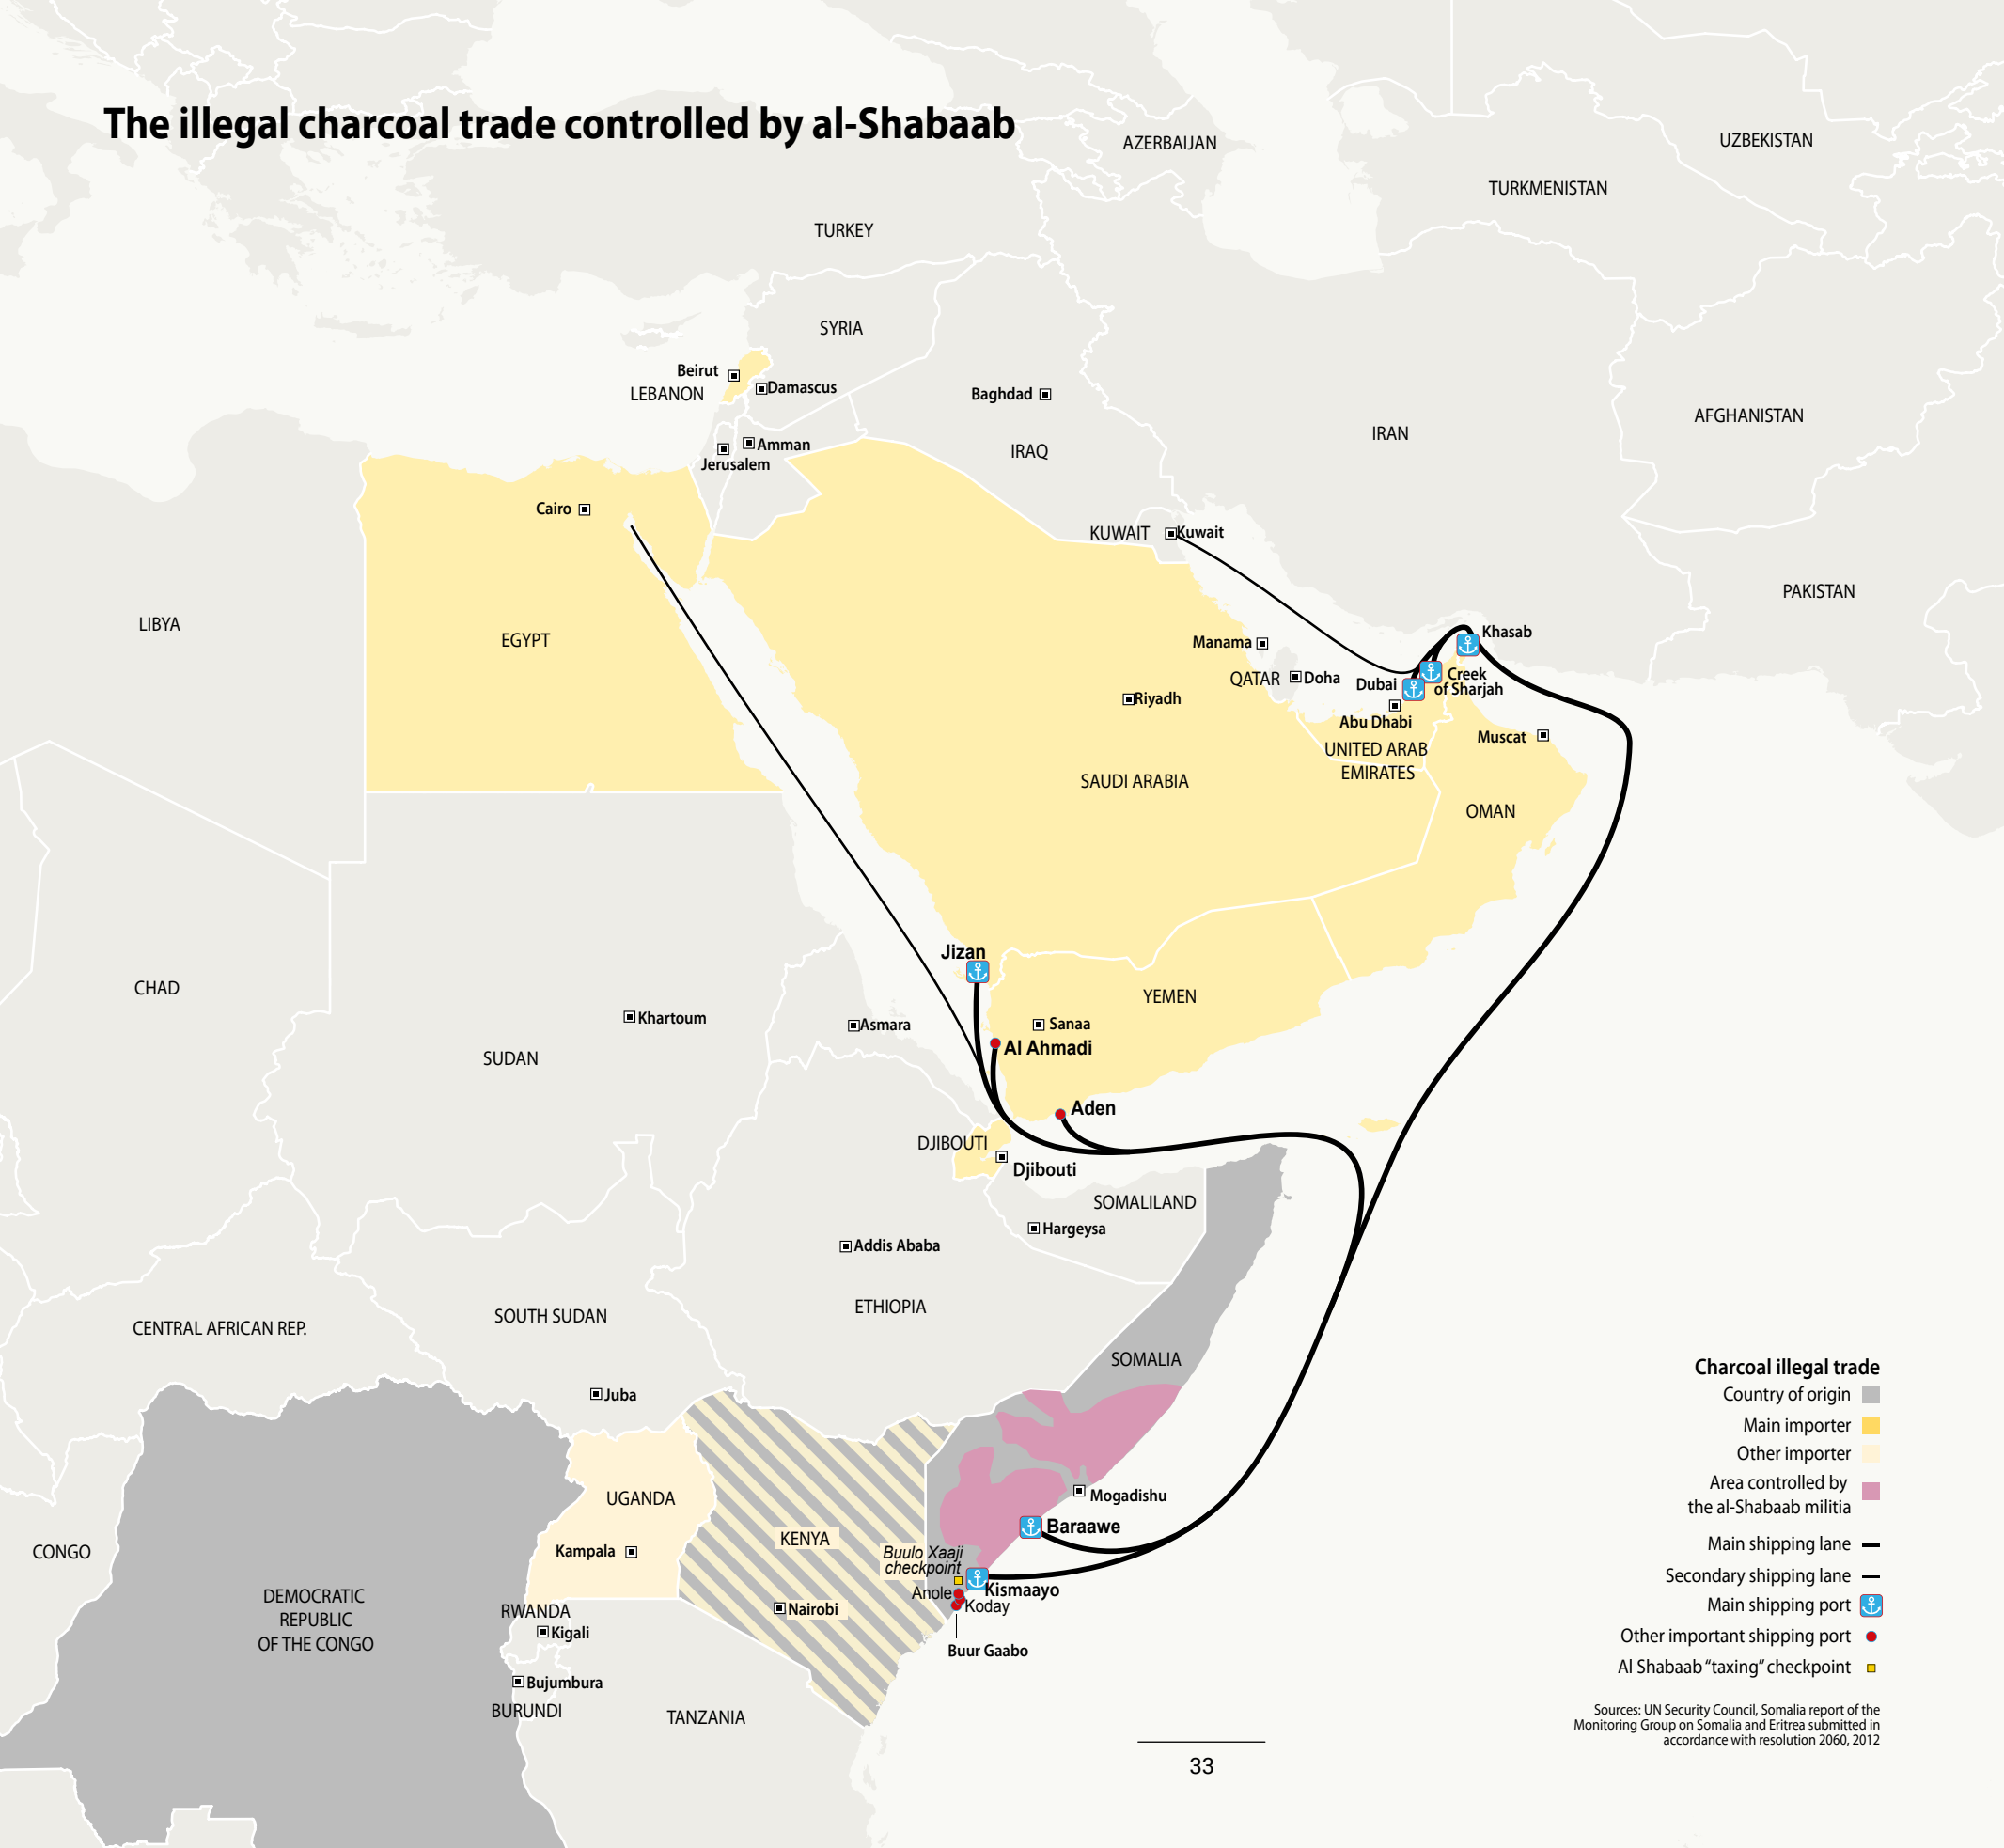 The illegal charcoal trade controlled by al-Shabaab
AZERBAIJAN
UZBEKISTAN
TURKMENISTAN
TURKEY
SYRIA
Beirut
LEBANON
Damascus
Baghdad
AFGHANISTAN
IRAN
Amman
Jerusalem
IRAQ
Cairo
KUWAIT
Kuwait
PAKISTAN
LIBYA
EGYPT
Khasab
Manama
QATAR
Doha
Dubai
Creek
of Sharjah
Riyadh
Abu Dhabi
Muscat
UNITED ARAB
EMIRATES
SAUDI ARABIA
OMAN
Jizan
CHAD
YEMEN
Khartoum
Asmara
Sanaa
Al Ahmadi
SUDAN
Aden
DJIBOUTI
Djibouti
SOMALILAND
Hargeysa
Addis Ababa
ETHIOPIA
SOUTH SUDAN
CENTRAL AFRICAN REP.
SOMALIA
Juba
UGANDA
Mogadishu
Baraawe
KENYA
CONGO
Kampala
Buulo Xaaji
checkpoint
Kismaayo
Anole
Koday
DEMOCRATIC
REPUBLIC
OF THE CONGO
RWANDA
Kigali
Nairobi
Buur Gaabo
Bujumbura
BURUNDI
TANZANIA
Charcoal illegal trade
Country of origin
Main importer
Other importer
Area controlled by
the al-Shabaab militia
Main shipping lane
Secondary shipping lane
Main shipping port
Other important shipping port
Al Shabaab “taxing” checkpoint
Sources: UN Security Council, Somalia report of the
Monitoring Group on Somalia and Eritrea submitted in
accordance with resolution 2060, 2012
33